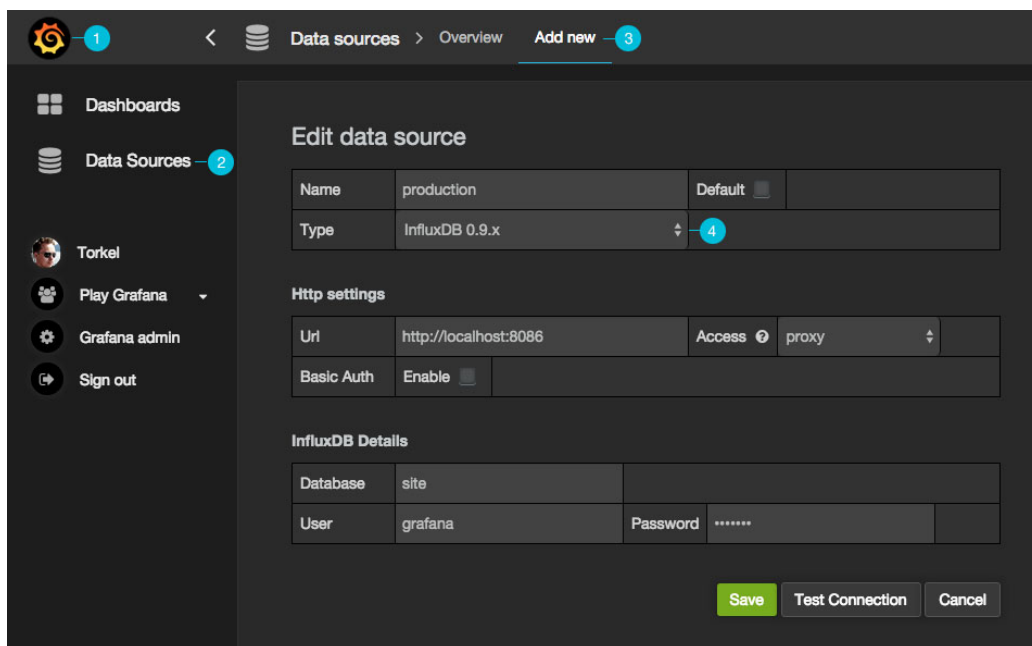 1 Data sources > Overview Add new 3
Dashboards
Data Sources 2
Torkel
Play Grafana
Grafana admin
Sign out
Edit data source
Name production Default
Type InfluxDB 0.9.x 4
Http settings
Url http://localhost:8086 Access ? proxy
Basic Auth Enable
InfluxDB Details
Database site
User grafana Password •••••••
Save Test Connection Cancel